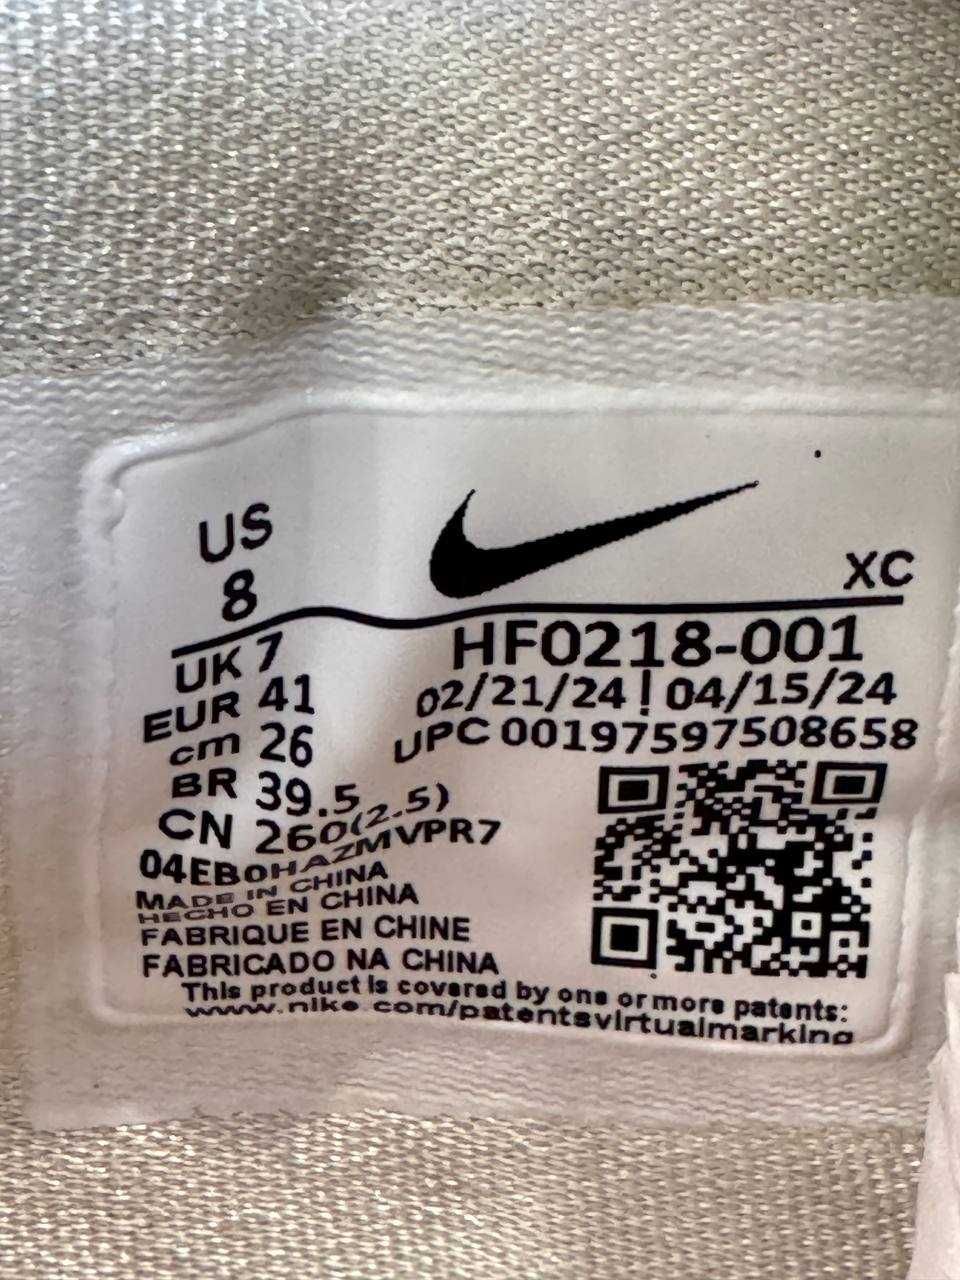 US
8
XC
UK 7
EUR 41
cm 26
BR 39.5
CN 260(2.5)
HF0218-001
02/21/24 | 04/15/24
UPC 00197597508658
04EB0HAZMVPR7
MADE IN CHINA
HECHO EN CHINA
FABRIQUE EN CHINE
FABRICADO NA CHINA
This product is covered by one or more patents:
www.nike.com/patentsvirtualmarking